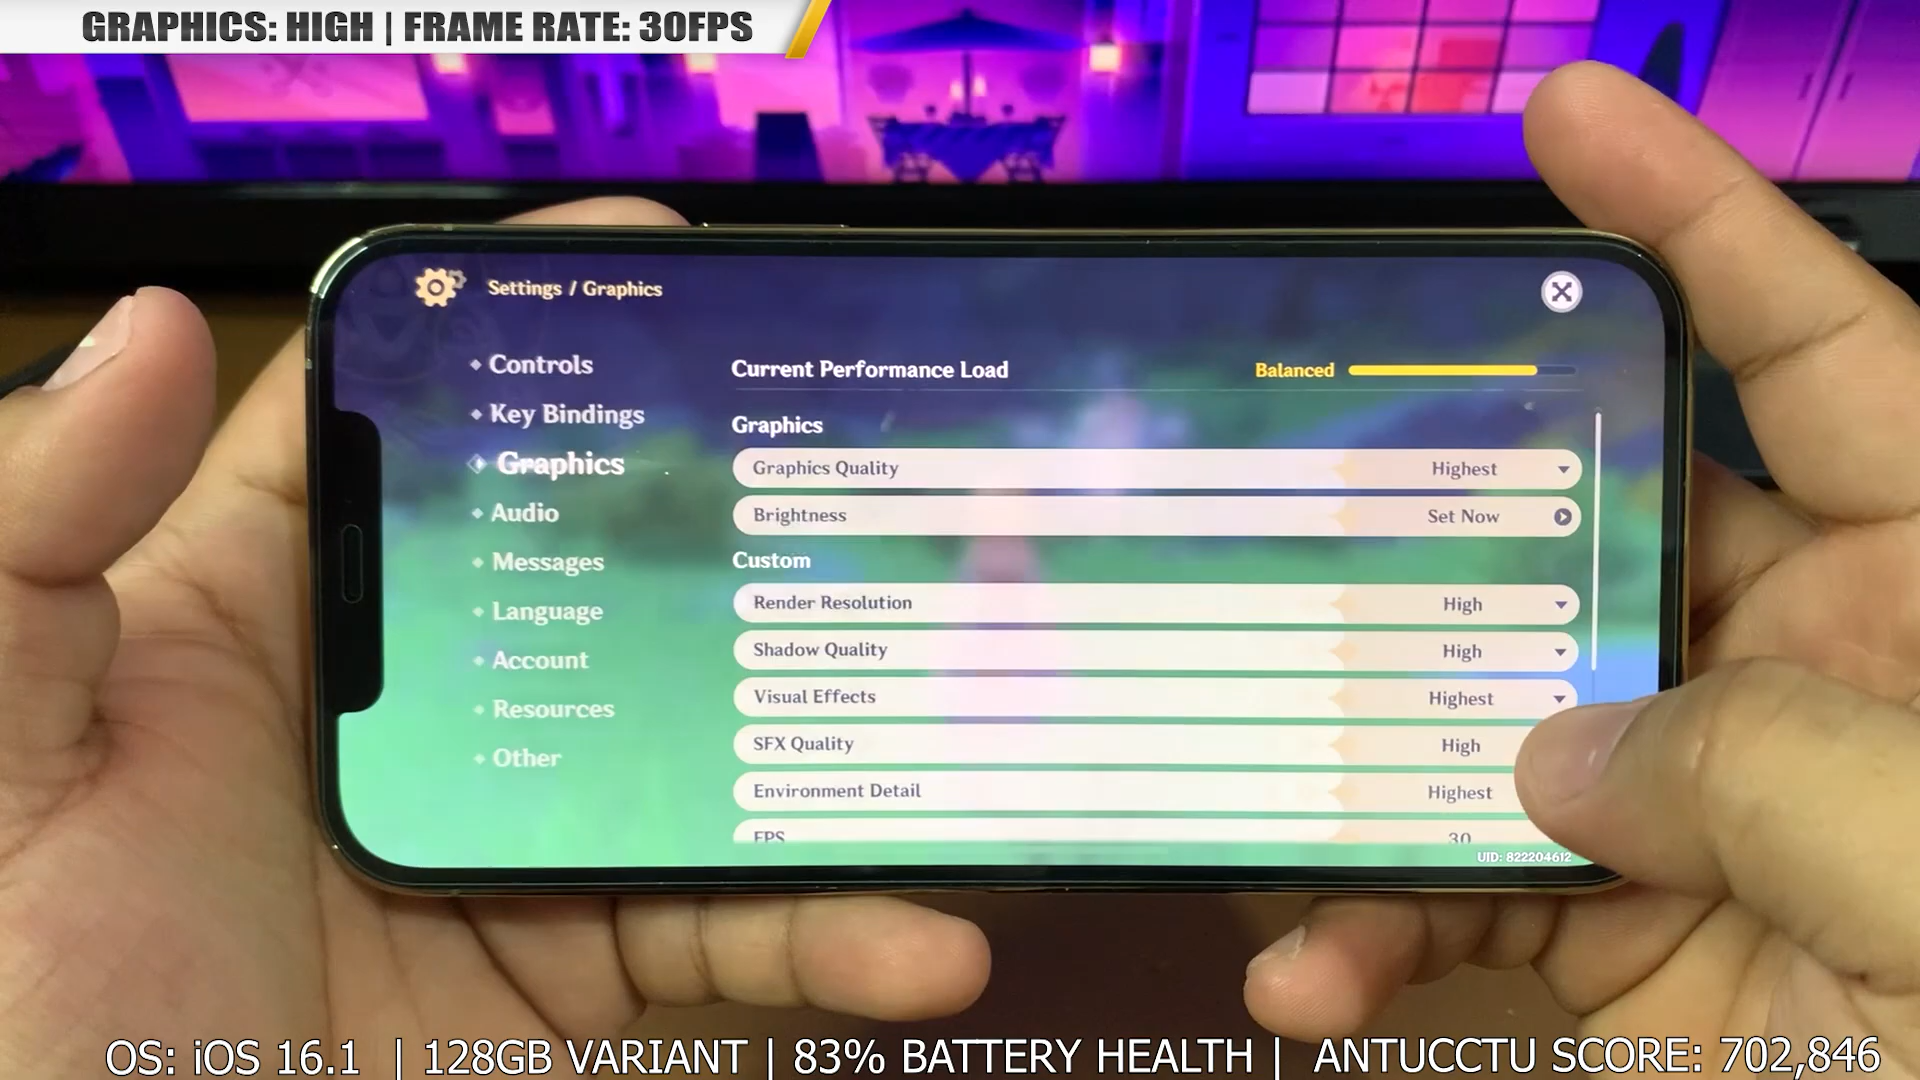 GRAPHICS: HIGH | FRAME RATE: 30FPS
Settings / Graphics
Controls
Key Bindings
Graphics
Audio
Messages
Language
Account
Resources
Other
Current Performance Load Balanced
Graphics
Graphics Quality Highest
Brightness Set Now
Custom
Render Resolution High
Shadow Quality High
Visual Effects Highest
SFX Quality High
Environment Detail Highest
FPS 30
UID: 822204612
OS: iOS 16.1 | 128GB VARIANT | 83% BATTERY HEALTH | ANTUCCTU SCORE: 702,846